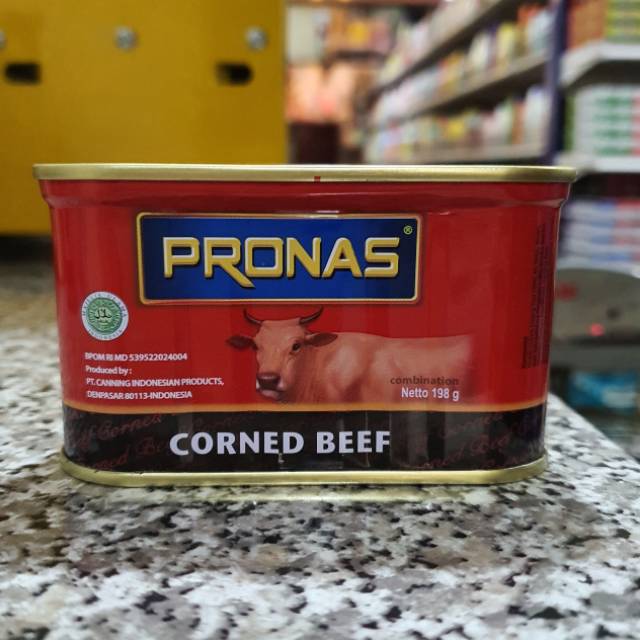 PRONAS®
BPOM RI MD 539522024004
Produced by :
PT. CANNING INDONESIAN PRODUCTS,
DENPASAR 80113-INDONESIA
combination
Netto 198 g
CORNED BEEF